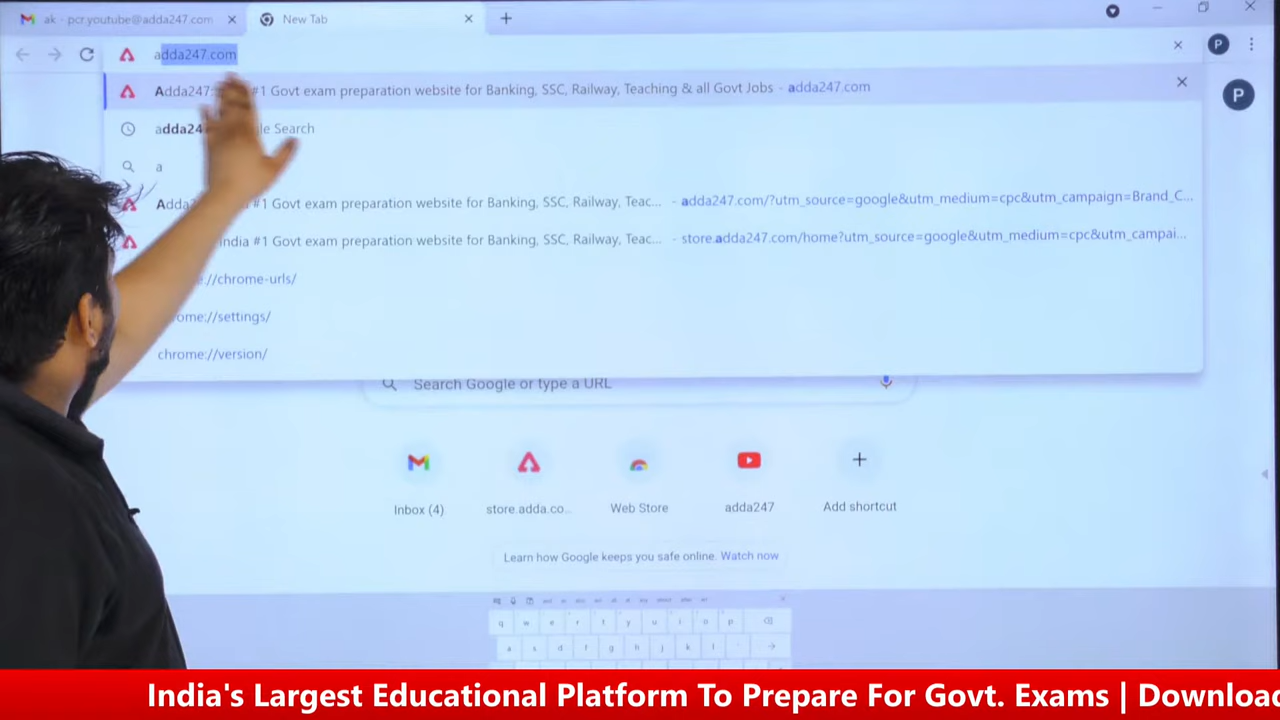 ak - pcr.youtube@adda247.com
New Tab
adda247.com
Adda247: #1 Govt exam preparation website for Banking, SSC, Railway, Teaching & all Govt Jobs - adda247.com
P
P
adda24 le Search
a
Adda2 #1 Govt exam preparation website for Banking, SSC, Railway, Teac... - adda247.com/?utm_source=google&utm_medium=cpc&utm_campaign=Brand_C...
India #1 Govt exam preparation website for Banking, SSC, Railway, Teac... - store.adda247.com/home?utm_source=google&utm_medium=cpc&utm_campai...
://chrome-urls/
ome://settings/
chrome://version/
Search Google or type a URL
Inbox (4)
store.adda.co...
Web Store
adda247
Add shortcut
Learn how Google keeps you safe online. Watch now
q w e r t y u i o p
a s d f g h j k l
India's Largest Educational Platform To Prepare For Govt. Exams | Download